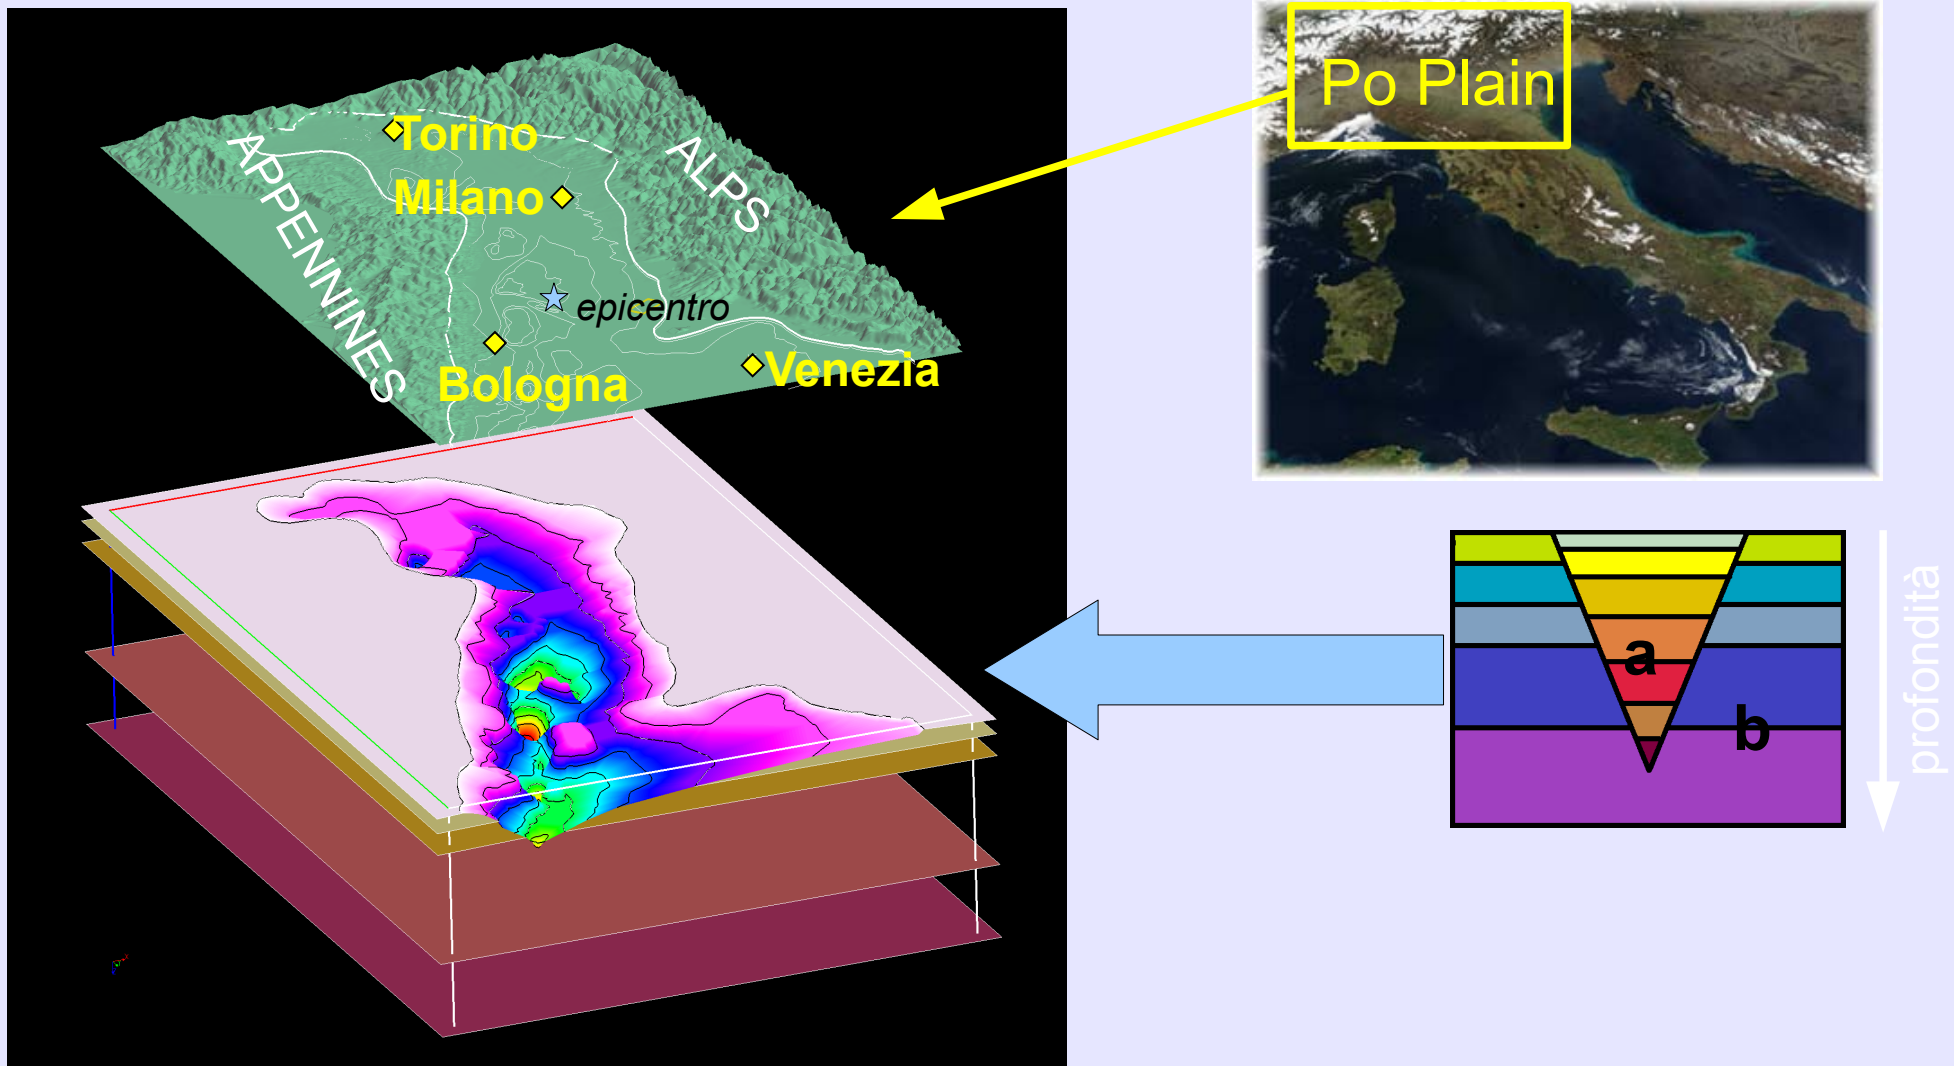 Po Plain
Torino
ALPS
APPENNINES
Milano
epicentro
Venezia
Bologna
a
b
profondità